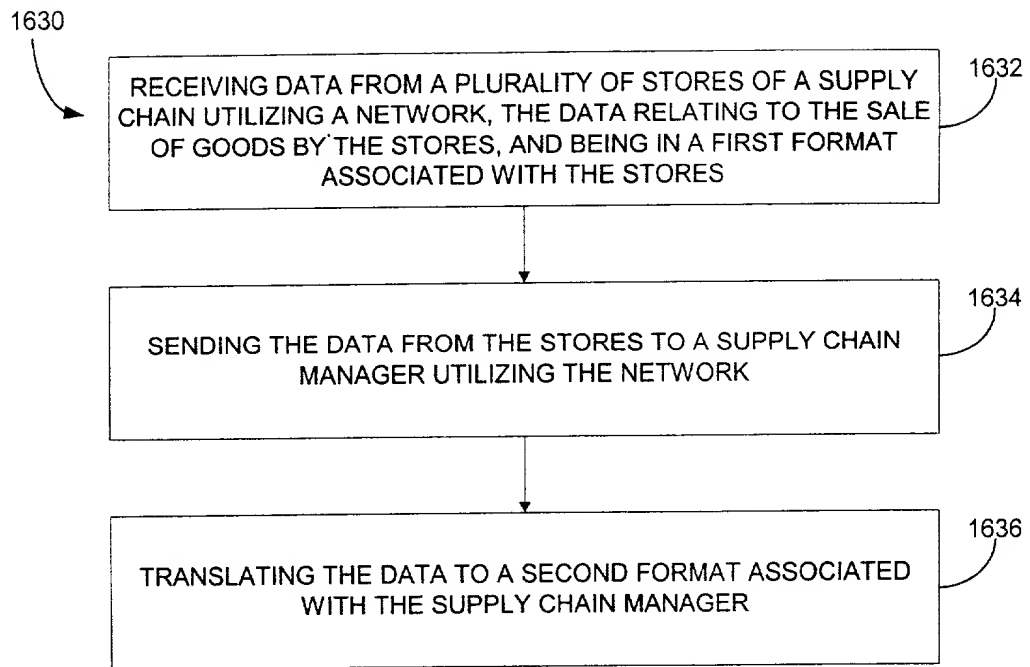 1630
RECEIVING DATA FROM A PLURALITY OF STORES OF A SUPPLY
CHAIN UTILIZING A NETWORK, THE DATA RELATING TO THE SALE
OF GOODS BY THE STORES, AND BEING IN A FIRST FORMAT
ASSOCIATED WITH THE STORES
1632
SENDING THE DATA FROM THE STORES TO A SUPPLY CHAIN
MANAGER UTILIZING THE NETWORK
1634
TRANSLATING THE DATA TO A SECOND FORMAT ASSOCIATED
WITH THE SUPPLY CHAIN MANAGER
1636